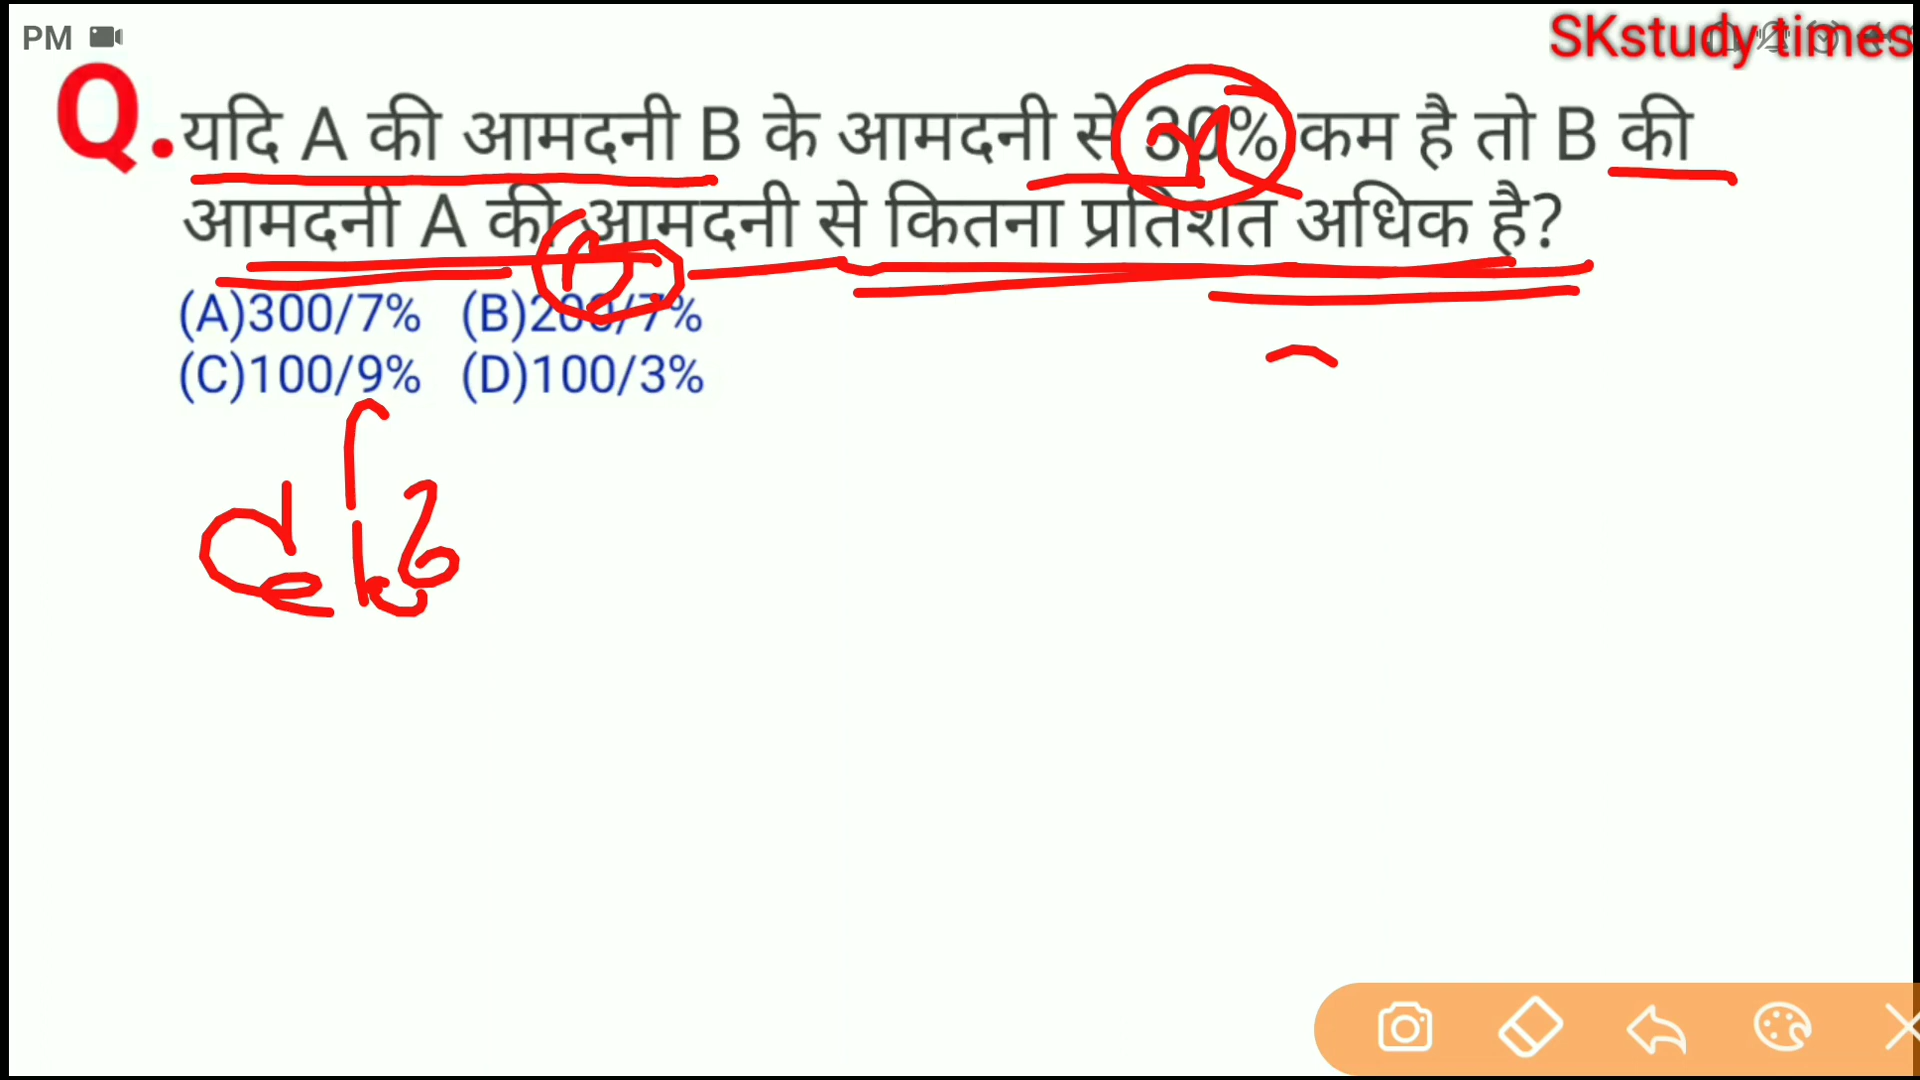 PM
SKstudy times
Q.यदि A की आमदनी B के आमदनी से 30% कम है तो B की
आमदनी A की आमदनी से कितना प्रतिशत अधिक है?
(A)300/7% (B)200/7%
(C)100/9% (D)100/3%